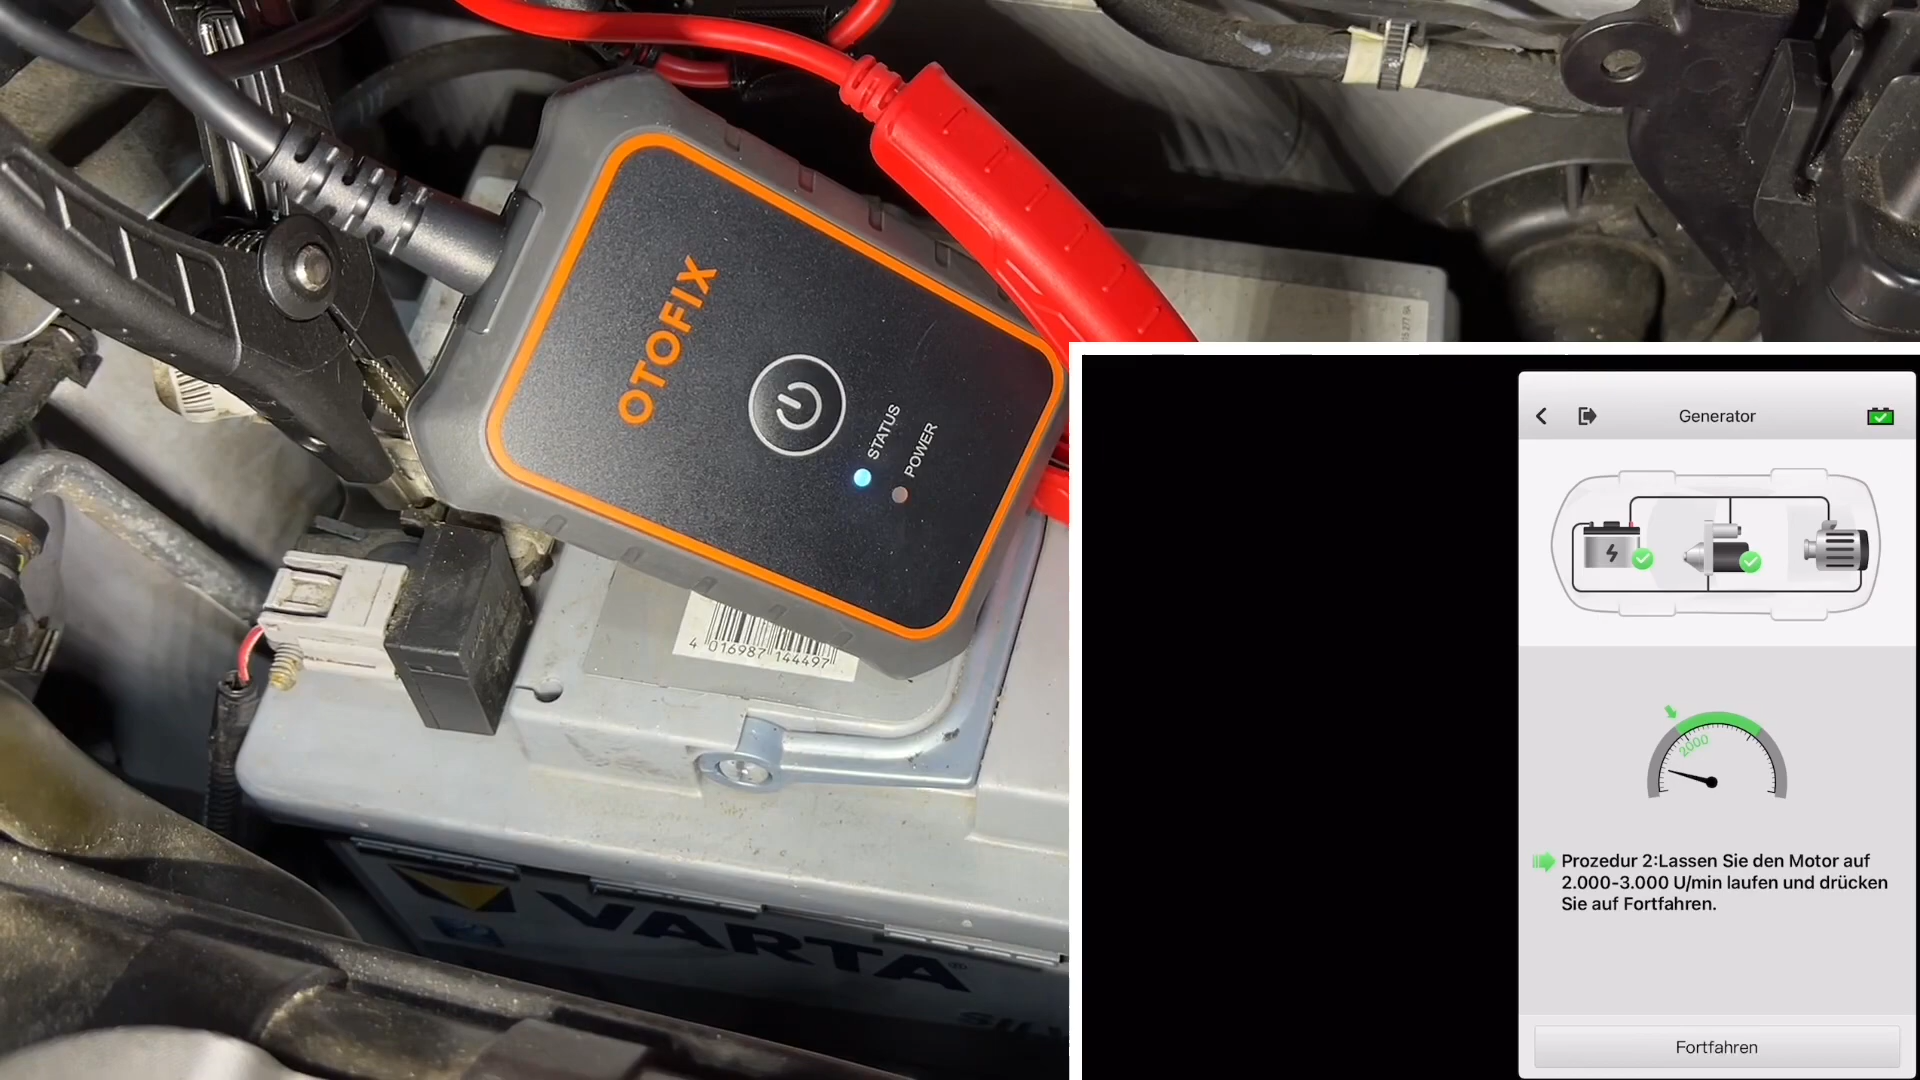 OTOFIX
STATUS
POWER
4 016987 144497
VARTA
Generator
2000
Prozedur 2:Lassen Sie den Motor auf
2.000-3.000 U/min laufen und drücken
Sie auf Fortfahren.
Fortfahren